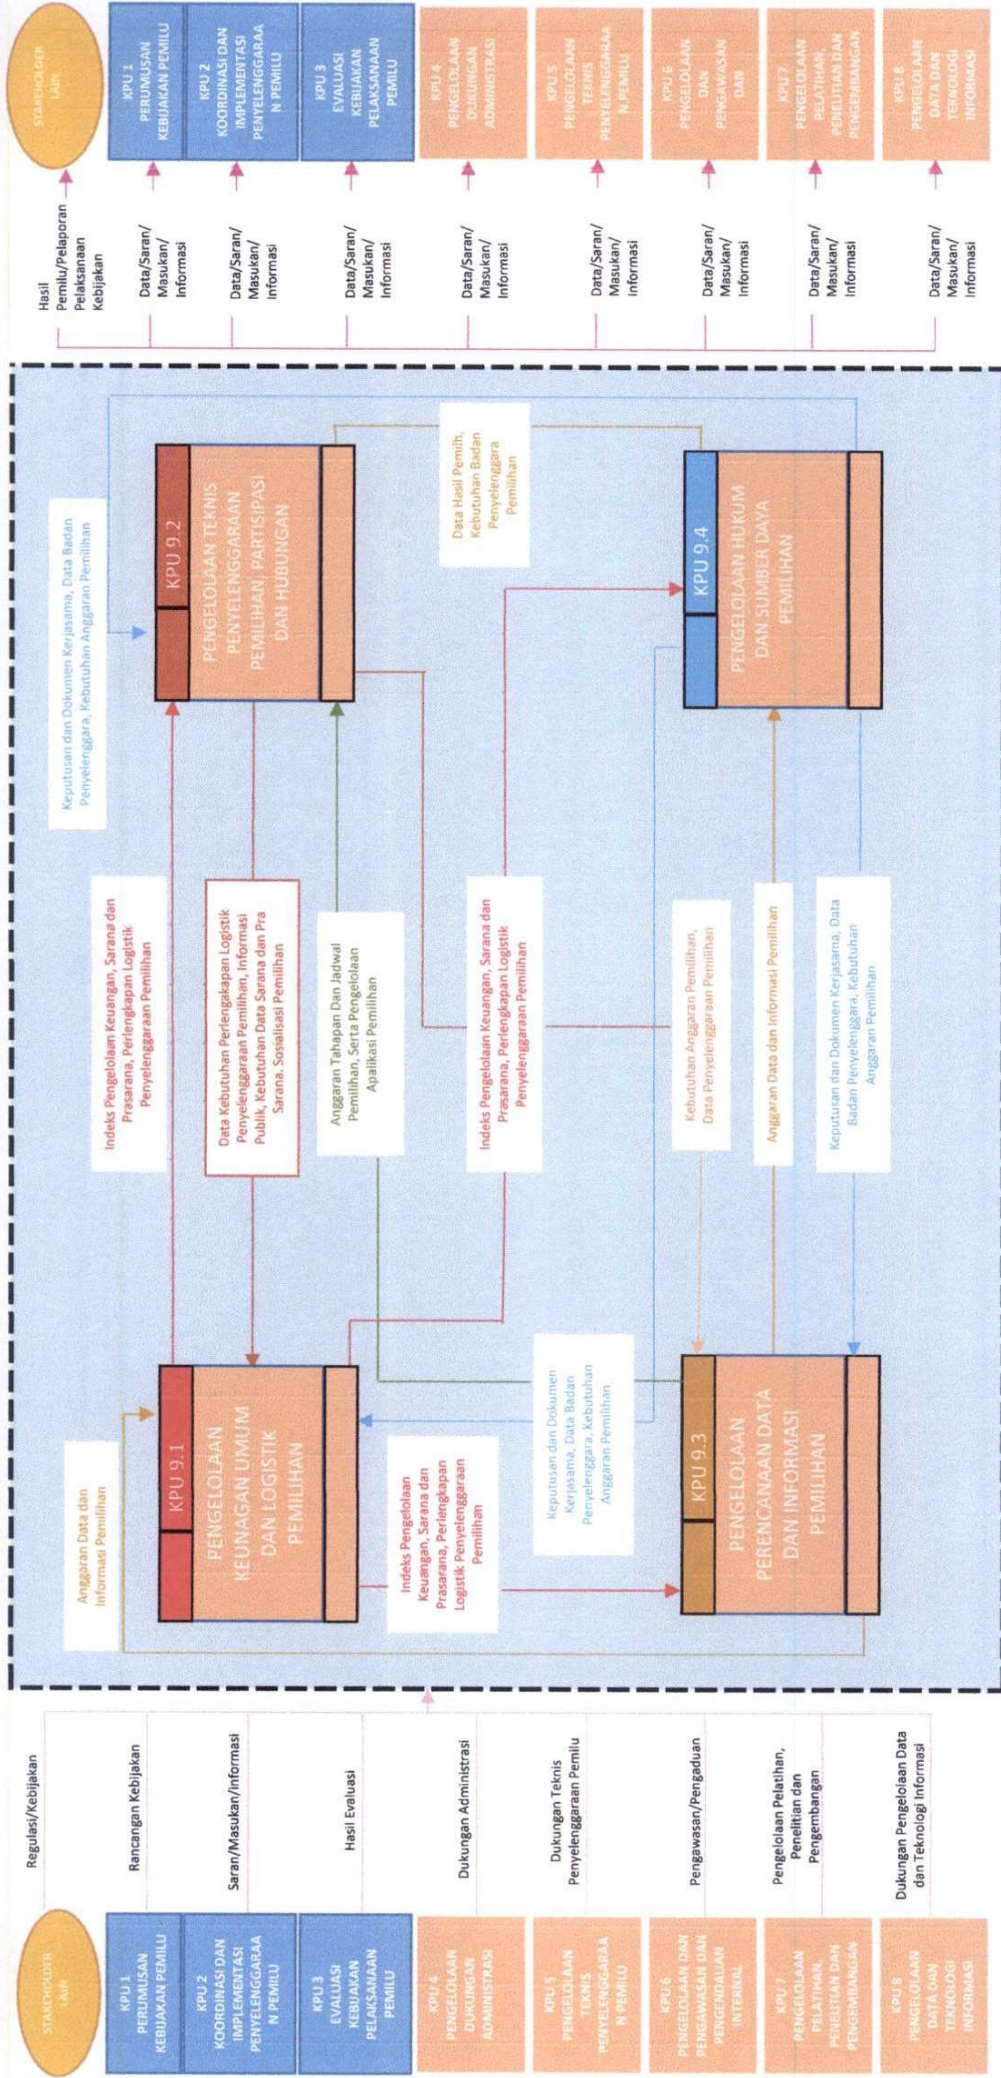 STAKEHOLDER
LAIN
KPU 1
PERUMUSAN
KEBIJAKAN PEMILU
KPU 2
KOORDINASI DAN
IMPLEMENTASI
PENYELENGGARAA
N PEMILU
KPU 3
EVALUASI
KEBIJAKAN
PELAKSANAAN
PEMILU
KPU 4
PENGELOLAAN
DUKUNGAN
ADMINISTRASI
KPU 5
PENGELOLAAN
TEKNIS
PENYELENGGARAA
N PEMILU
KPU 6
PENGELOLAAN DAN
PENGAWASAN DAN
PENGENDALIAN
INTERNAL
KPU 7
PENGELOLAAN
PELATIHAN,
PENELITIAN DAN
PENGEMBANGAN
KPU 8
PENGELOLAAN
DATA DAN
TEKNOLOGI
INFORMASI
Regulasi/Kebijakan
Rancangan Kebijakan
Saran/Masukan/Informasi
Hasil Evaluasi
Dukungan Administrasi
Dukungan Teknis
Penyelenggaraan Pemilu
Pengawasan/Pengaduan
Pengelolaan Pelatihan,
Penelitian dan
Pengembangan
Dukungan Pengelolaan Data
dan Teknologi Informasi
Anggaran Data dan
Informasi Pemilihan
KPU 9.1
PENGELOLAN
KEUNAGAN UMUM
DAN LOGISTIK
PEMILIHAN
Indeks Pengelolaan
Keuangan, Sarana dan
Prasarana, Perlengkapan
Logistik Penyelenggaraan
Pemilihan
Keputusan dan Dokumen
Kerjasama, Data Badan
Penyelenggara, Kebutuhan
Anggaran Pemilihan
KPU 9.3
PENGELOLAAN
PERENCANAAN DATA
DAN INFORMASI
PEMILIHAN
Keputusan dan Dokumen Kerjasama, Data Badan
Penyelenggara, Kebutuhan Anggaran Pemilihan
Indeks Pengelolaan Keuangan, Sarana dan
Prasarana, Perlengkapan Logistik
Penyelenggaraan Pemilihan
Data Kebutuhan Perlengakapan Logistik
Penyelenggaraan Pemilihan, Informasi
Publik, Kebutuhan Data Sarana dan Pra
Sarana. Sosialisasi Pemilihan
Anggaran Tahapan Dan Jadwal
Pemilihan, Serta Pengelolaan
Apalikasi Pemilihan
Indeks Pengelolaan Keuangan, Sarana dan
Prasarana, Perlengkapan Logistik
Penyelenggaraan Pemilihan
Kebutuhan Anggaran Pemilihan,
Data Penyelenggaraan Pemilihan
Anggaran Data dan Informasi Pemilihan
Keputusan dan Dokumen Kerjasama, Data
Badan Penyelenggara, Kebutuhan
Anggaran Pemilihan
KPU 9.2
PENGELOLAAN TEKNIS
PENYELENGGARAAN
PEMILIHAN, PARTISIPASI
DAN HUBUNGAN
Data Hasil Pemilh,
Kebutuhan Badan
Penyelenggara
Pemilihan
KPU 9.4
PENGELOLAAN HUKUM
DAN SUMBER DAYA
PEMILIHAN
Hasil
Pemilu/Pelaporan
Pelaksanaan
Kebijakan
Data/Saran/
Masukan/
Informasi
Data/Saran/
Masukan/
Informasi
Data/Saran/
Masukan/
Informasi
Data/Saran/
Masukan/
Informasi
Data/Saran/
Masukan/
Informasi
Data/Saran/
Masukan/
Informasi
Data/Saran/
Masukan/
Informasi
Data/Saran/
Masukan/
Informasi
STAKEHOLDER
LAIN
KPU 1
PERUMUSAN
KEBIJAKAN PEMILU
KPU 2
KOORDINASI DAN
IMPLEMENTASI
PENYELENGGARAA
N PEMILU
KPU 3
EVALUASI
KEBIJAKAN
PELAKSANAAN
PEMILU
KPU 4
PENGELOLAAN
DUKUNGAN
ADMINISTRASI
KPU 5
PENGELOLAAN
TEKNIS
PENYELENGGARAA
N PEMILU
KPU 6
PENGELOLAAN
DAN
PENGAWASAN
DAN
KPU 7
PENGELOLAAN
PELATIHAN,
PENELITIAN DAN
PENGEMBANGAN
KPU 8
PENGELOLAAN
DATA DAN
TEKNOLOGI
INFORMASI